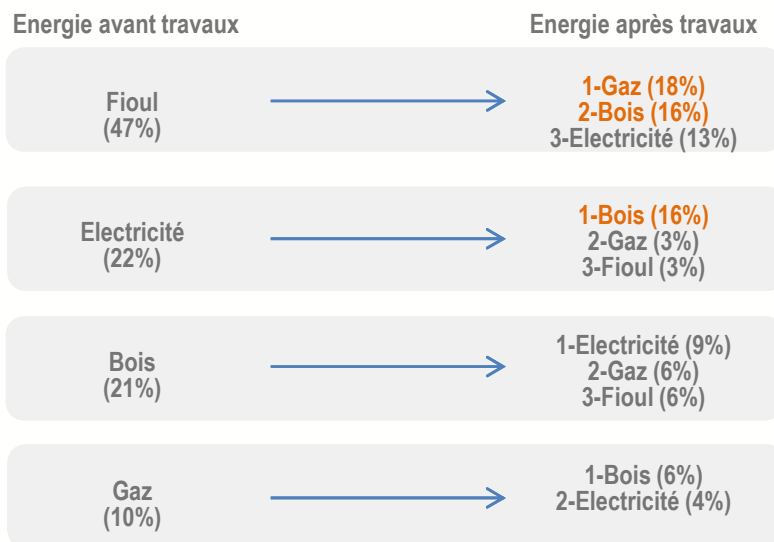 Energie avant travaux
Energie après travaux
Fioul
(47%)
1-Gaz (18%)
2-Bois (16%)
3-Electricité (13%)
Electricité
(22%)
1-Bois (16%)
2-Gaz (3%)
3-Fioul (3%)
Bois
(21%)
1-Electricité (9%)
2-Gaz (6%)
3-Fioul (6%)
Gaz
(10%)
1-Bois (6%)
2-Electricité (4%)